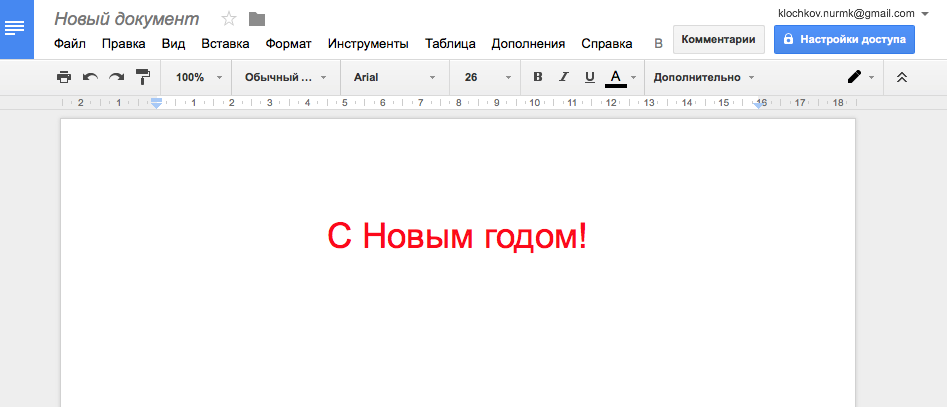 Новый документ
klochkov.nurmk@gmail.com
Файл Правка Вид Вставка Формат Инструменты Таблица Дополнения Справка В
Комментарии
Настройки доступа
100% Обычный ... Arial 26 B I U A Дополнительно
2 1 1 2 3 4 5 6 7 8 9 10 11 12 13 14 15 16 17 18
С Новым годом!